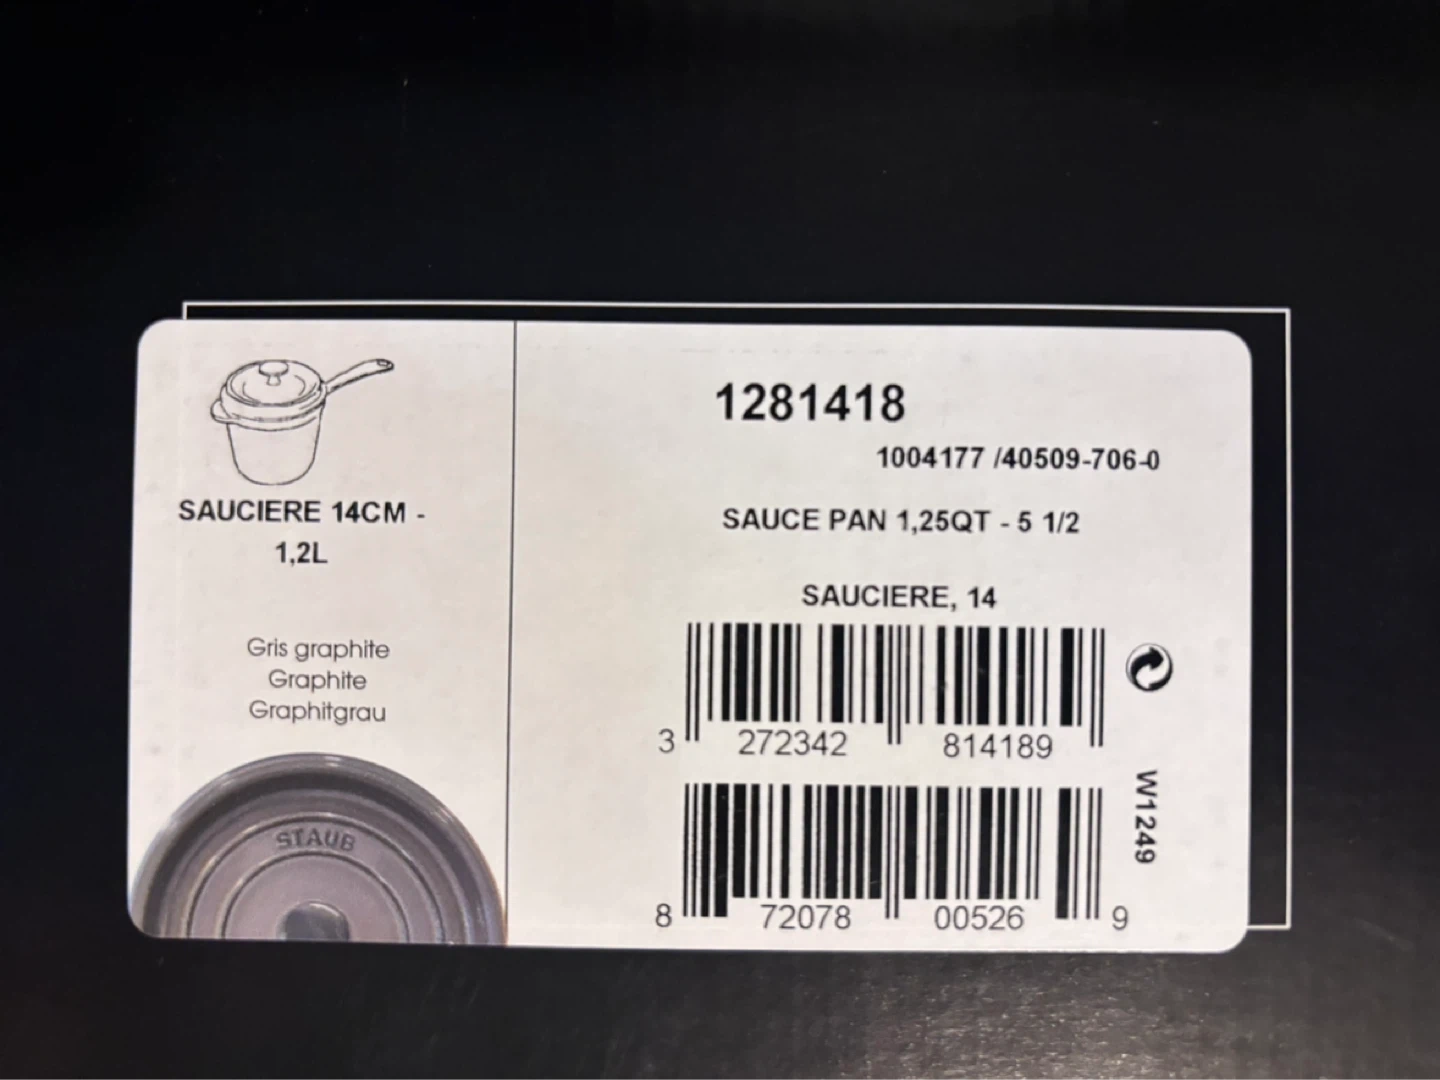 SAUCIERE 14CM -
1,2L
Gris graphite
Graphite
Graphitgrau
STAUB
1281418
1004177 /40509-706-0
SAUCE PAN 1,25QT - 5 1/2
SAUCIERE, 14
3 272342 814189
W1249
8 72078 00526 9